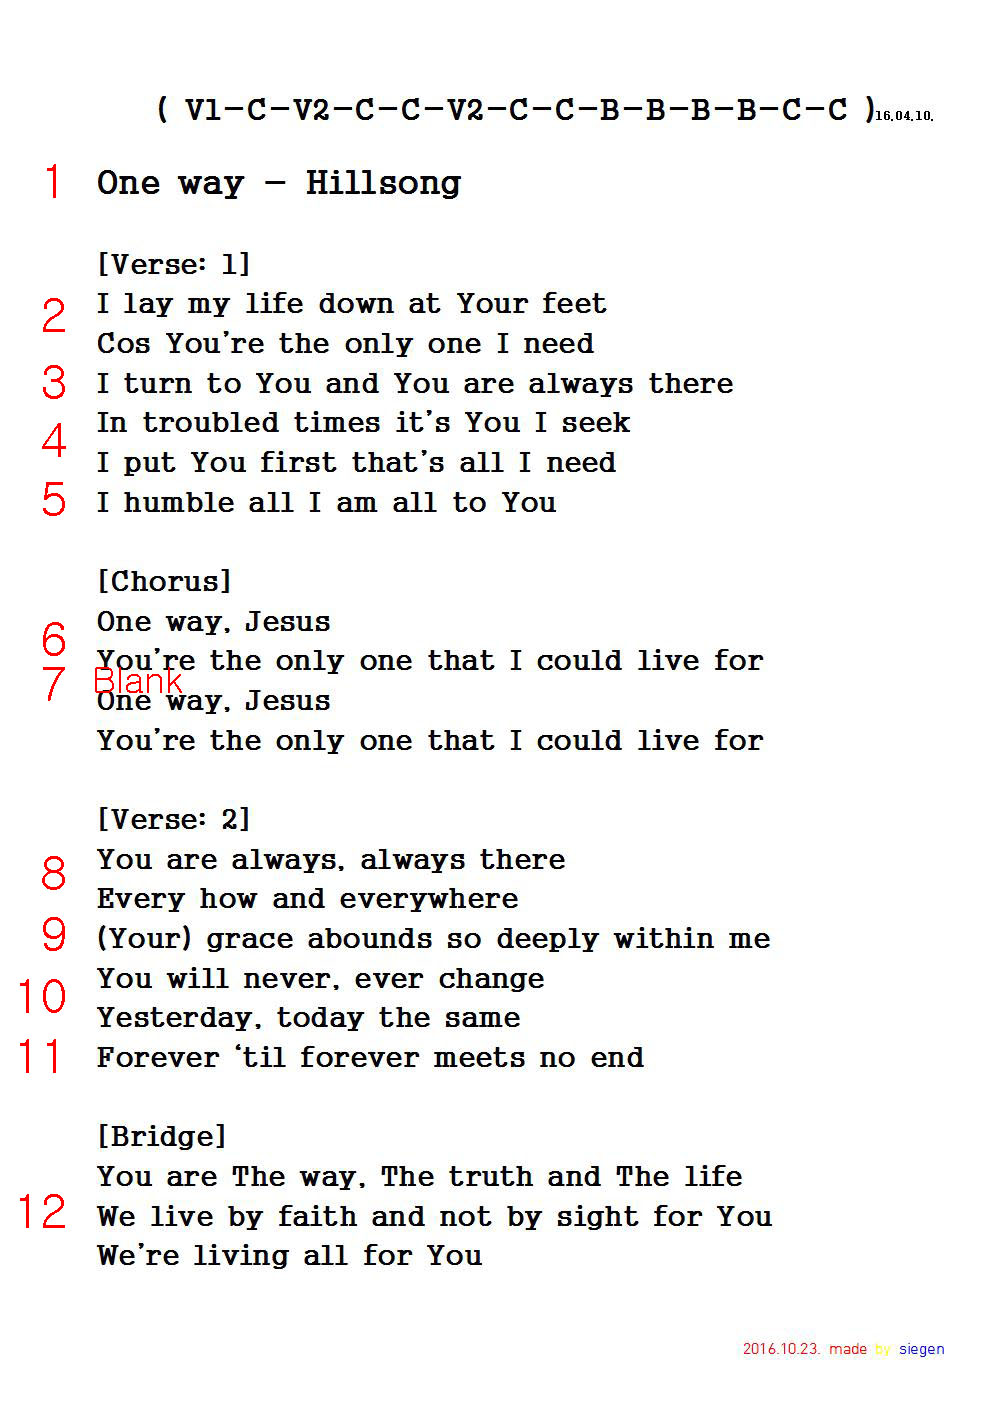 ( V1-C-V2-C-C-V2-C-C-B-B-B-B-C-C )16.04.10.
1 One way - Hillsong
[Verse: 1]
2 I lay my life down at Your feet
Cos You're the only one I need
3 I turn to You and You are always there
4 In troubled times it's You I seek
I put You first that's all I need
5 I humble all I am all to You
[Chorus]
6 One way, Jesus
You're the only one that I could live for
7 Blank
One way, Jesus
You're the only one that I could live for
[Verse: 2]
8 You are always, always there
Every how and everywhere
9 (Your) grace abounds so deeply within me
10 You will never, ever change
Yesterday, today the same
11 Forever ‘til forever meets no end
[Bridge]
You are The way, The truth and The life
12 We live by faith and not by sight for You
We're living all for You
2016.10.23. made by siegen